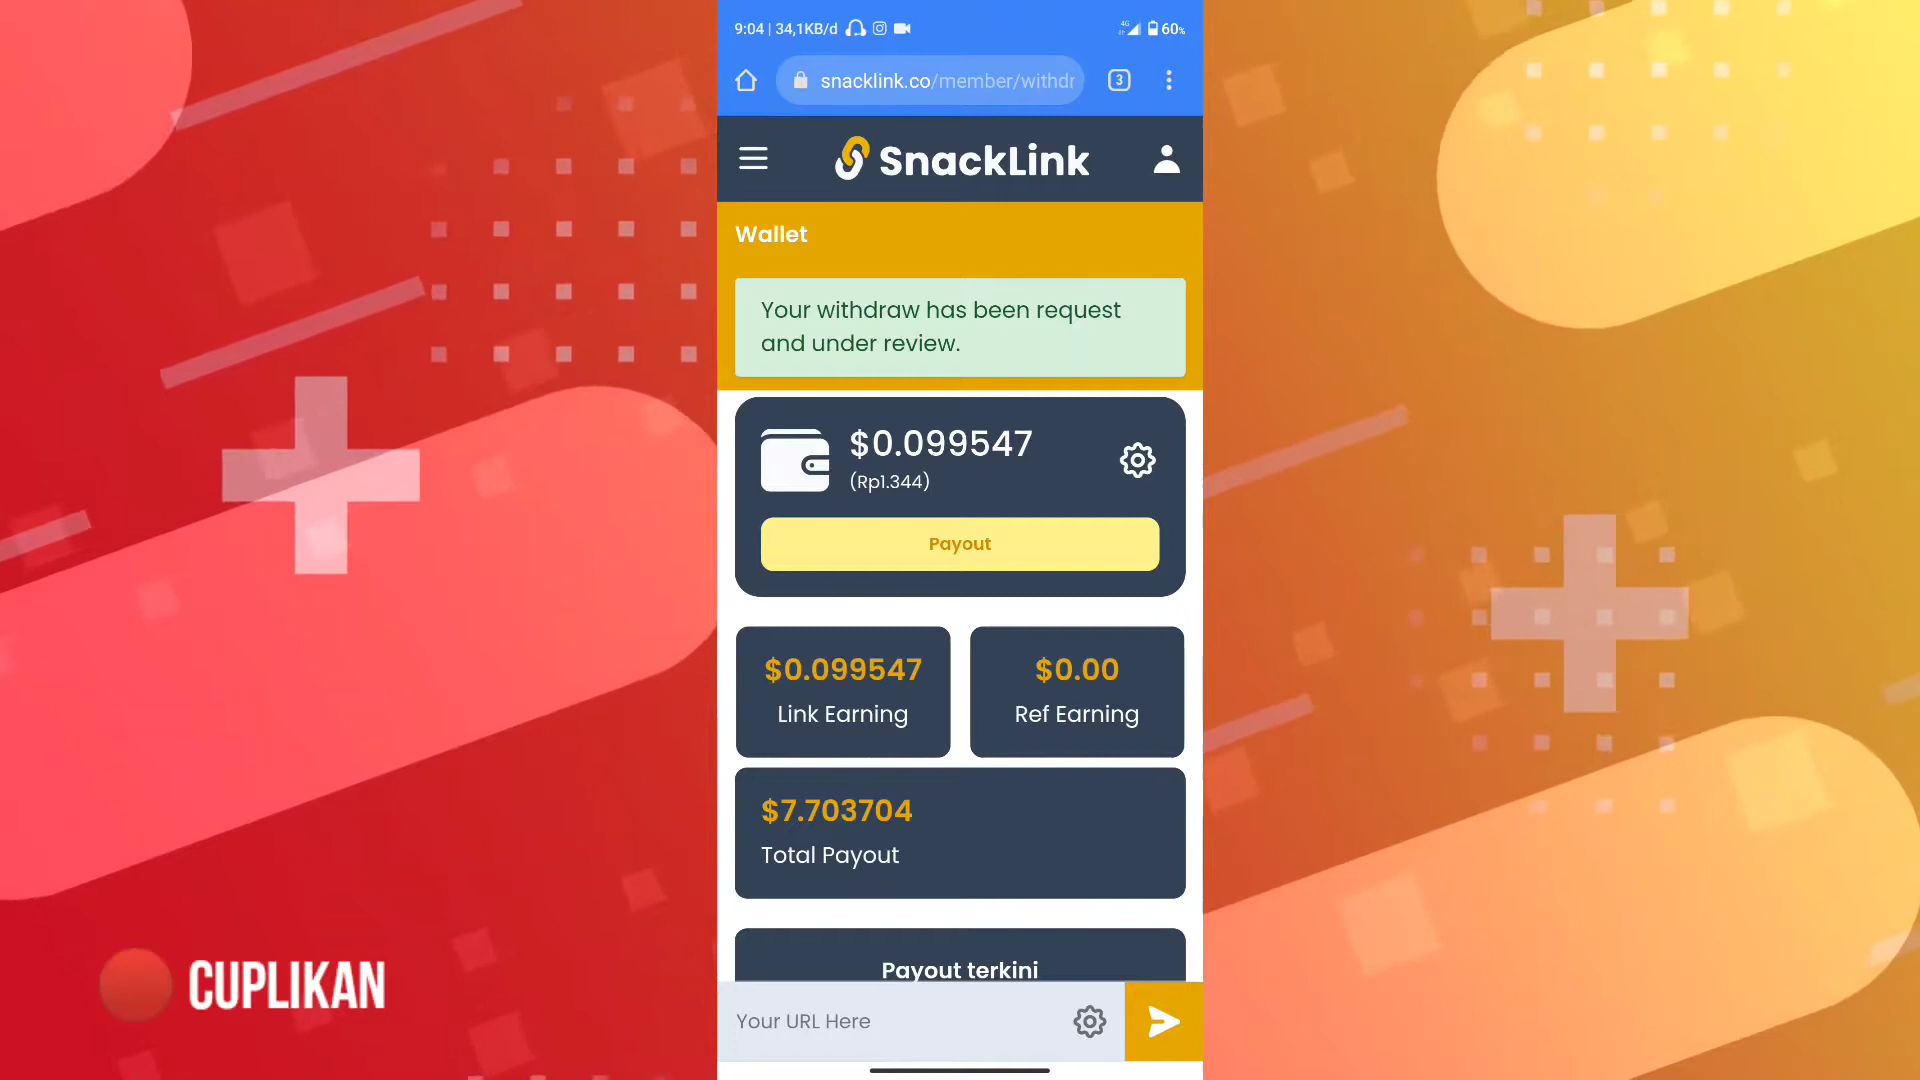 9:04 | 34,1KB/d
4G
60%
snacklink.co/member/withdr
3
SnackLink
Wallet
Your withdraw has been request
and under review.
$0.099547
(Rp1.344)
Payout
$0.099547
Link Earning
$0.00
Ref Earning
$7.703704
Total Payout
Payout terkini
Your URL Here
CUPLIKAN